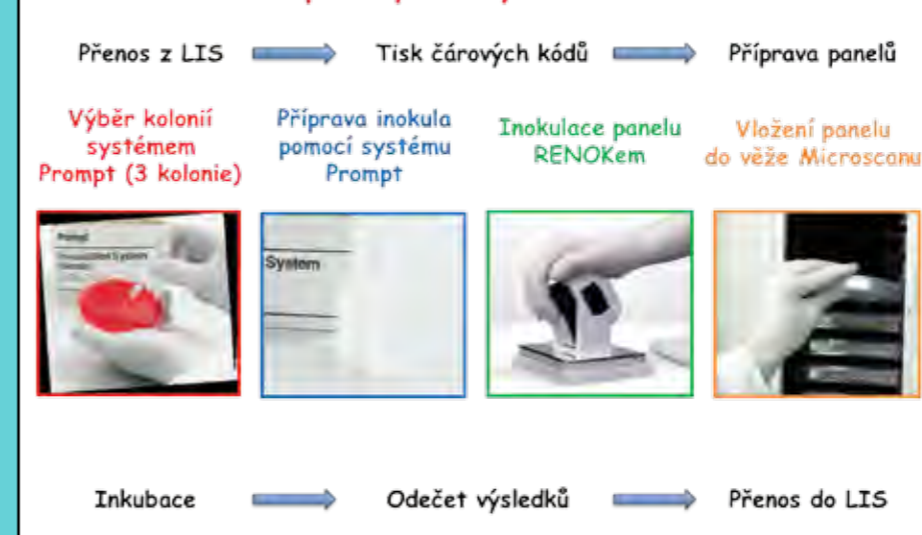 Přenos z LIS Tisk čárových kódů Příprava panelů
Výběr kolonií
systémem
Prompt (3 kolonie)
Příprava inokula
pomocí systému
Prompt
Inokulace panelu
RENOKem
Vložení panelu
do věže Microscanu
System
Inkubace Odečet výsledků Přenos do LIS